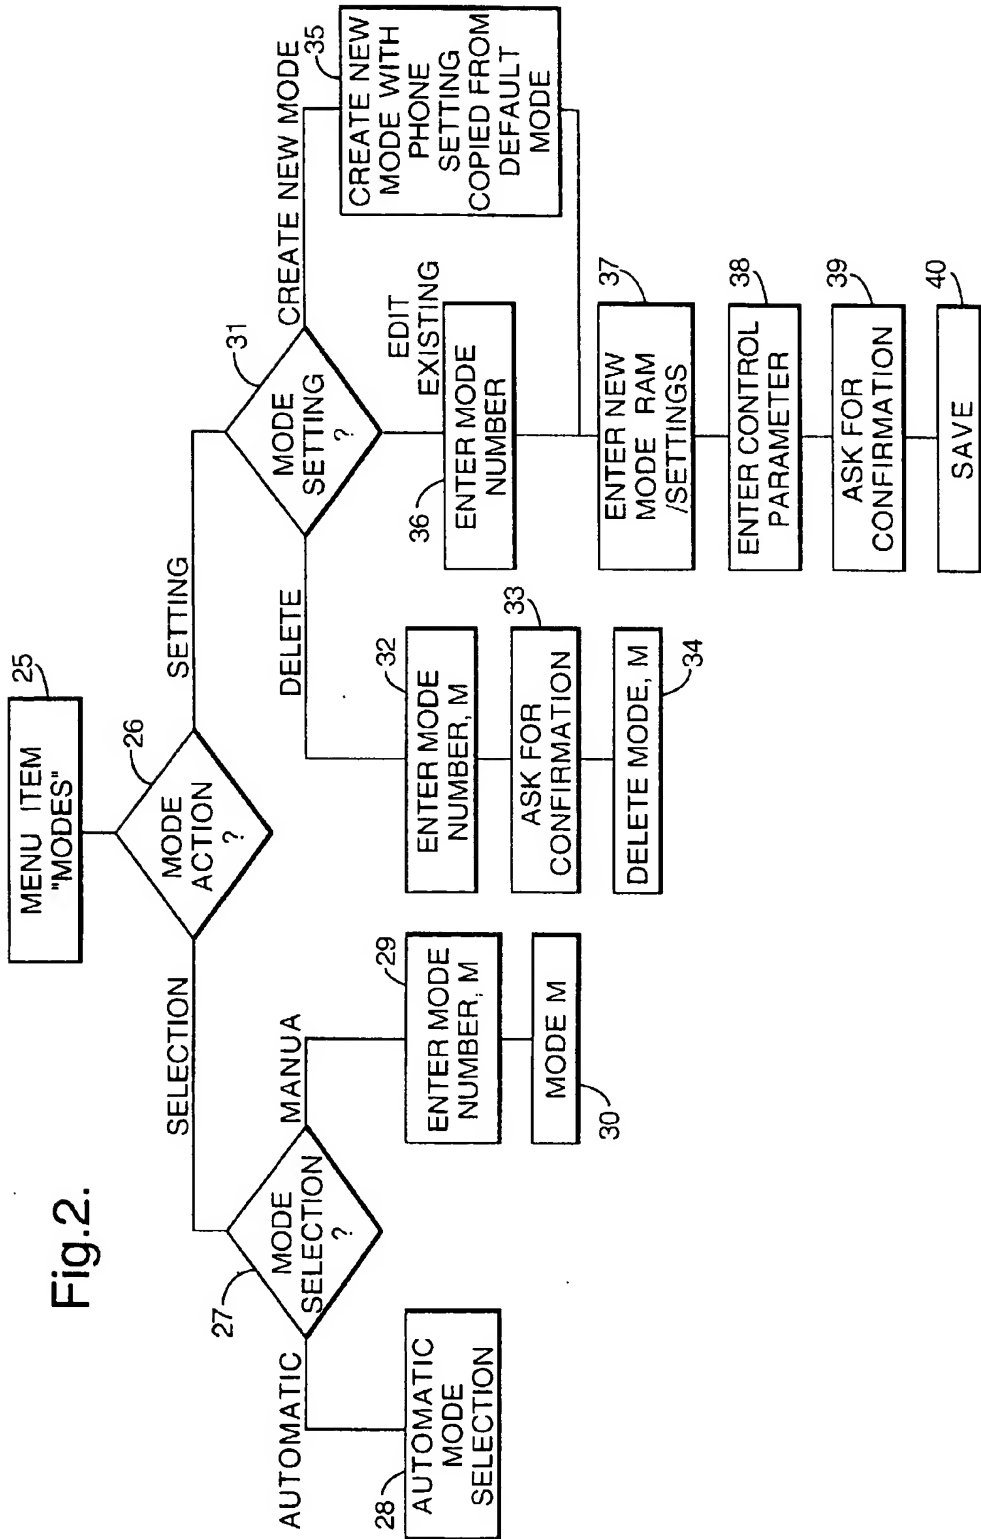 Fig.2.
MENU ITEM
"MODES"
25
MODE
ACTION
?
26
SELECTION
SETTING
MODE
SELECTION
?
27
AUTOMATIC
MANUA
AUTOMATIC
MODE
SELECTION
28
ENTER MODE
NUMBER, M
29
MODE M
30
MODE
SETTING
?
31
DELETE
EDIT
EXISTING
CREATE NEW MODE
ENTER MODE
NUMBER, M
32
ASK FOR
CONFIRMATION
33
DELETE MODE, M
34
CREATE NEW
MODE WITH
PHONE
SETTING
COPIED FROM
DEFAULT
MODE
35
ENTER MODE
NUMBER
36
ENTER NEW
MODE RAM
/SETTINGS
37
ENTER CONTROL
PARAMETER
38
ASK FOR
CONFIRMATION
39
SAVE
40